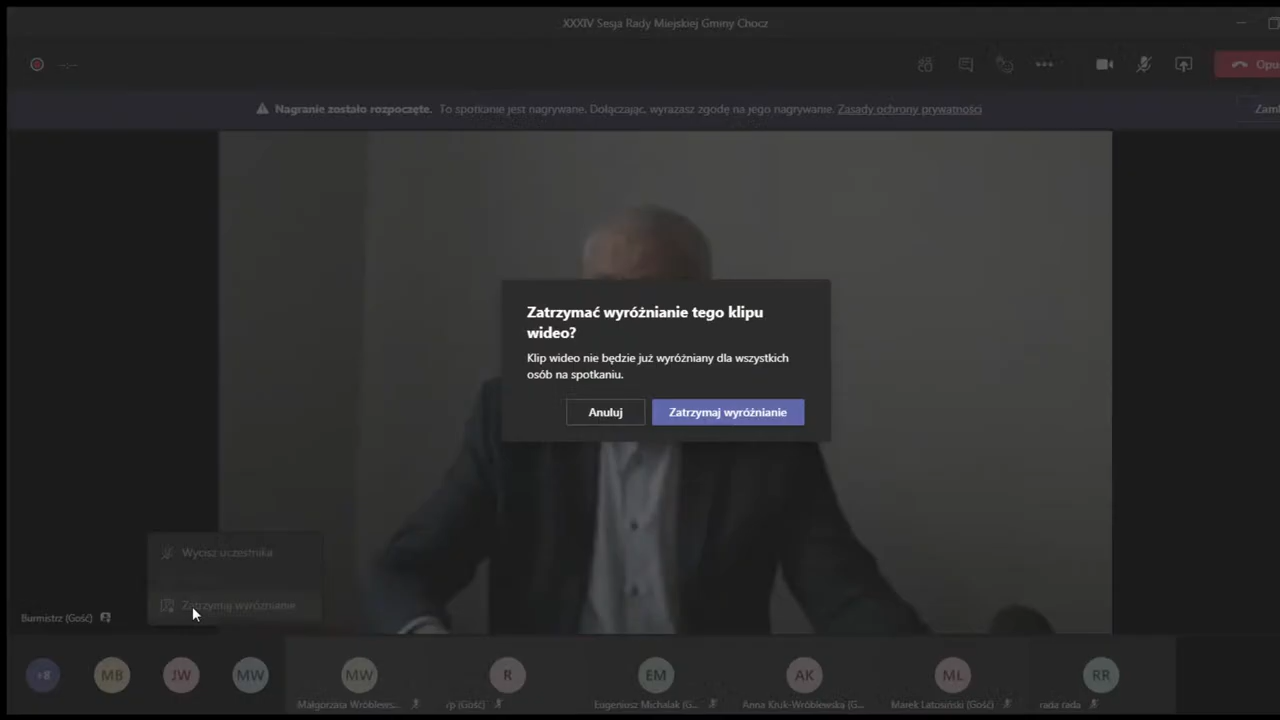 XXXIV Sesja Rady Miejskiej Gminy Chocz
Nagranie zostało rozpoczęte. To spotkanie jest nagrywane. Dołączając, wyrażasz zgodę na jego nagrywanie. Zasady ochrony prywatności
Zatrzymać wyróżnianie tego klipu
wideo?
Klip wideo nie będzie już wyróżniany dla wszystkich
osób na spotkaniu.
Anuluj Zatrzymaj wyróżnianie
Wycisz uczestnika
Zatrzymaj wyróżnianie
Burmistrz (Gość)
+8 MB JW MW MW R EM AK ML RR
Małgorzata Wróblews... rp (Gość) Eugeniusz Michalak (G... Anna Kruk-Wróblewska (G... Marek Latosiński (Gość) rada rada